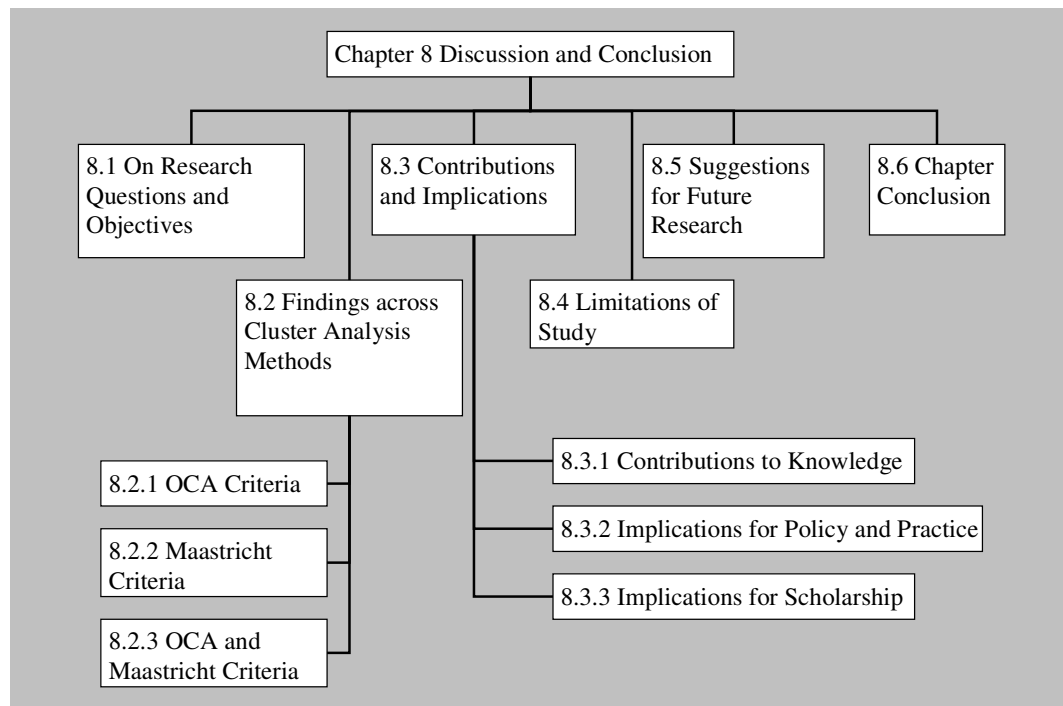 Chapter 8 Discussion and Conclusion
8.1 On Research
Questions and
Objectives
8.3 Contributions
and Implications
8.5 Suggestions
for Future
Research
8.6 Chapter
Conclusion
8.2 Findings across
Cluster Analysis
Methods
8.4 Limitations of
Study
8.2.1 OCA Criteria
8.2.2 Maastricht
Criteria
8.2.3 OCA and
Maastricht Criteria
8.3.1 Contributions to Knowledge
8.3.2 Implications for Policy and Practice
8.3.3 Implications for Scholarship